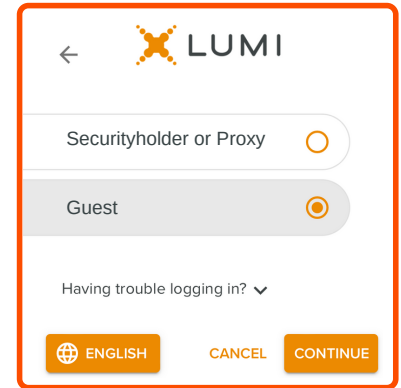 LUMI
Securityholder or Proxy
Guest
Having trouble logging in?
ENGLISH CANCEL CONTINUE